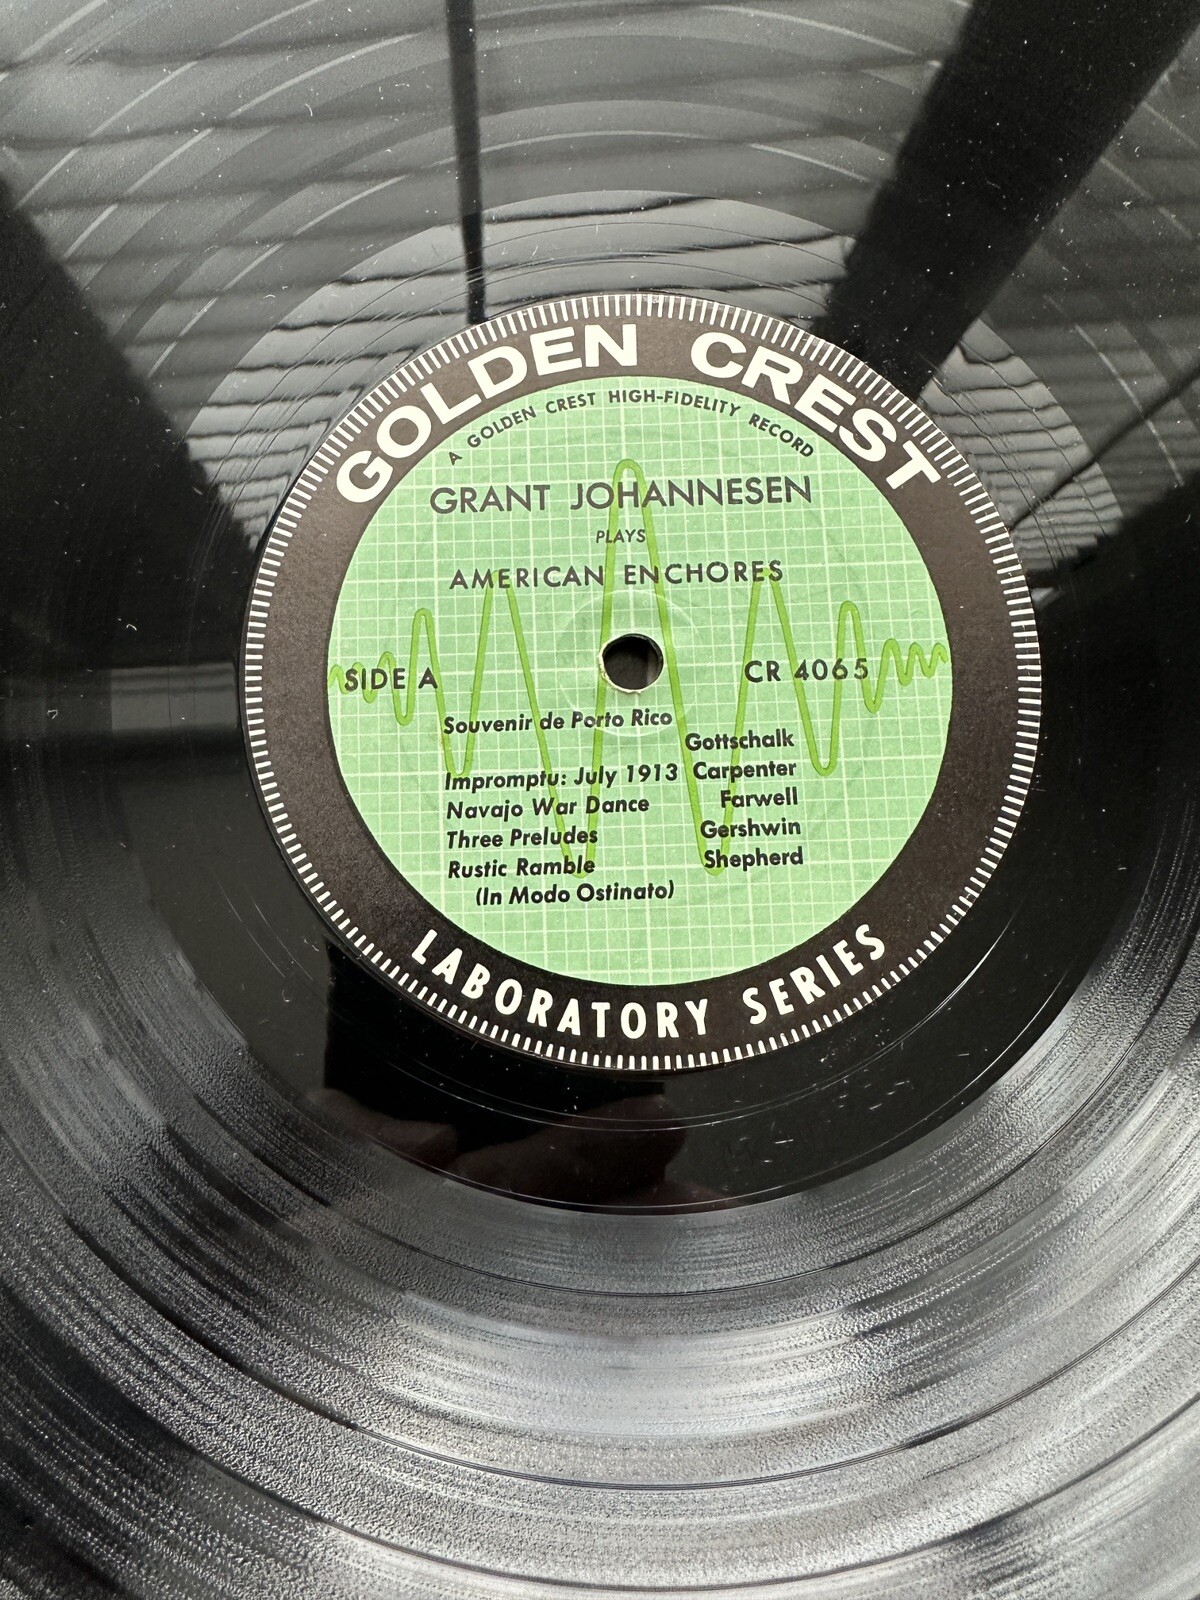 GOLDEN CREST
A GOLDEN CREST HIGH-FIDELITY RECORD
GRANT JOHANNESEN
PLAYS
AMERICAN ENCHORES
SIDE A CR 4065
Souvenir de Porto Rico
Gottschalk
Impromptu: July 1913 Carpenter
Navajo War Dance Farwell
Three Preludes Gershwin
Rustic Ramble Shepherd
(In Modo Ostinato)
LABORATORY SERIES